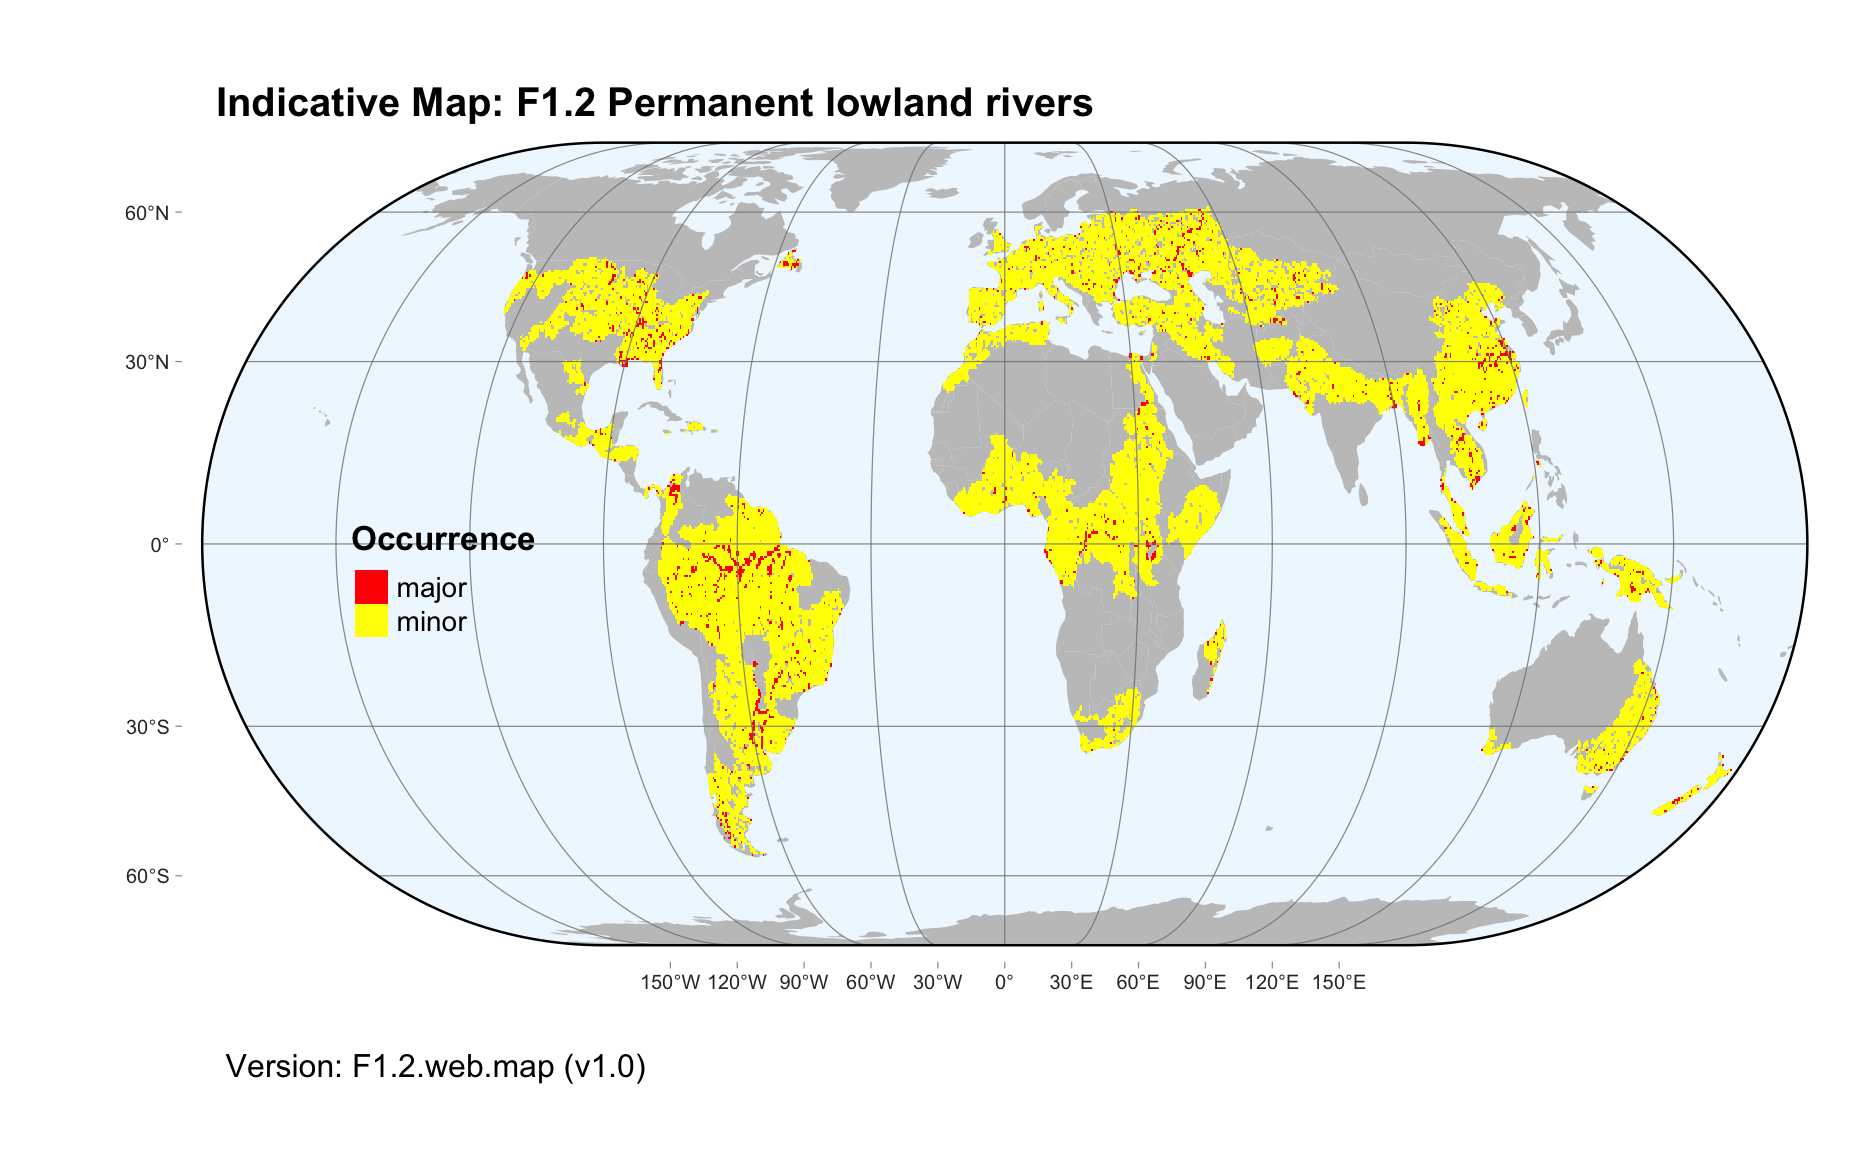 Indicative Map: F1.2 Permanent lowland rivers
60°N
30°N
0°
30°S
60°S
Occurrence
major
minor
150°W 120°W 90°W 60°W 30°W 0° 30°E 60°E 90°E 120°E 150°E
Version: F1.2.web.map (v1.0)